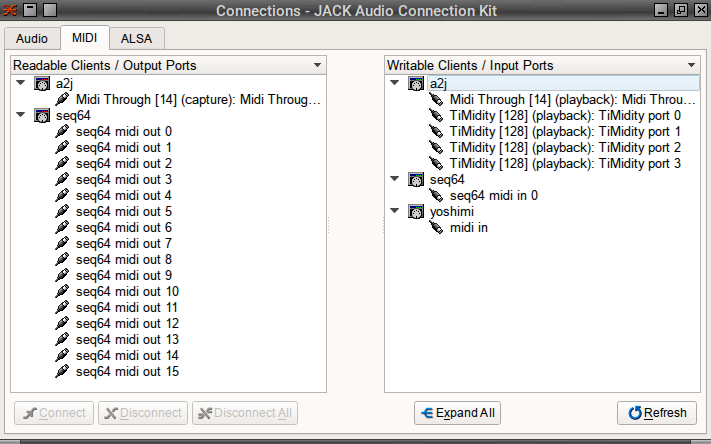 Connections - JACK Audio Connection Kit
Audio MIDI ALSA
Readable Clients / Output Ports
a2j
Midi Through [14] (capture): Midi Throug...
seq64
seq64 midi out 0
seq64 midi out 1
seq64 midi out 2
seq64 midi out 3
seq64 midi out 4
seq64 midi out 5
seq64 midi out 6
seq64 midi out 7
seq64 midi out 8
seq64 midi out 9
seq64 midi out 10
seq64 midi out 11
seq64 midi out 12
seq64 midi out 13
seq64 midi out 14
seq64 midi out 15
Writable Clients / Input Ports
a2j
Midi Through [14] (playback): Midi Throu...
TiMidity [128] (playback): TiMidity port 0
TiMidity [128] (playback): TiMidity port 1
TiMidity [128] (playback): TiMidity port 2
TiMidity [128] (playback): TiMidity port 3
seq64
seq64 midi in 0
yoshimi
midi in
Connect Disconnect Disconnect All Expand All Refresh